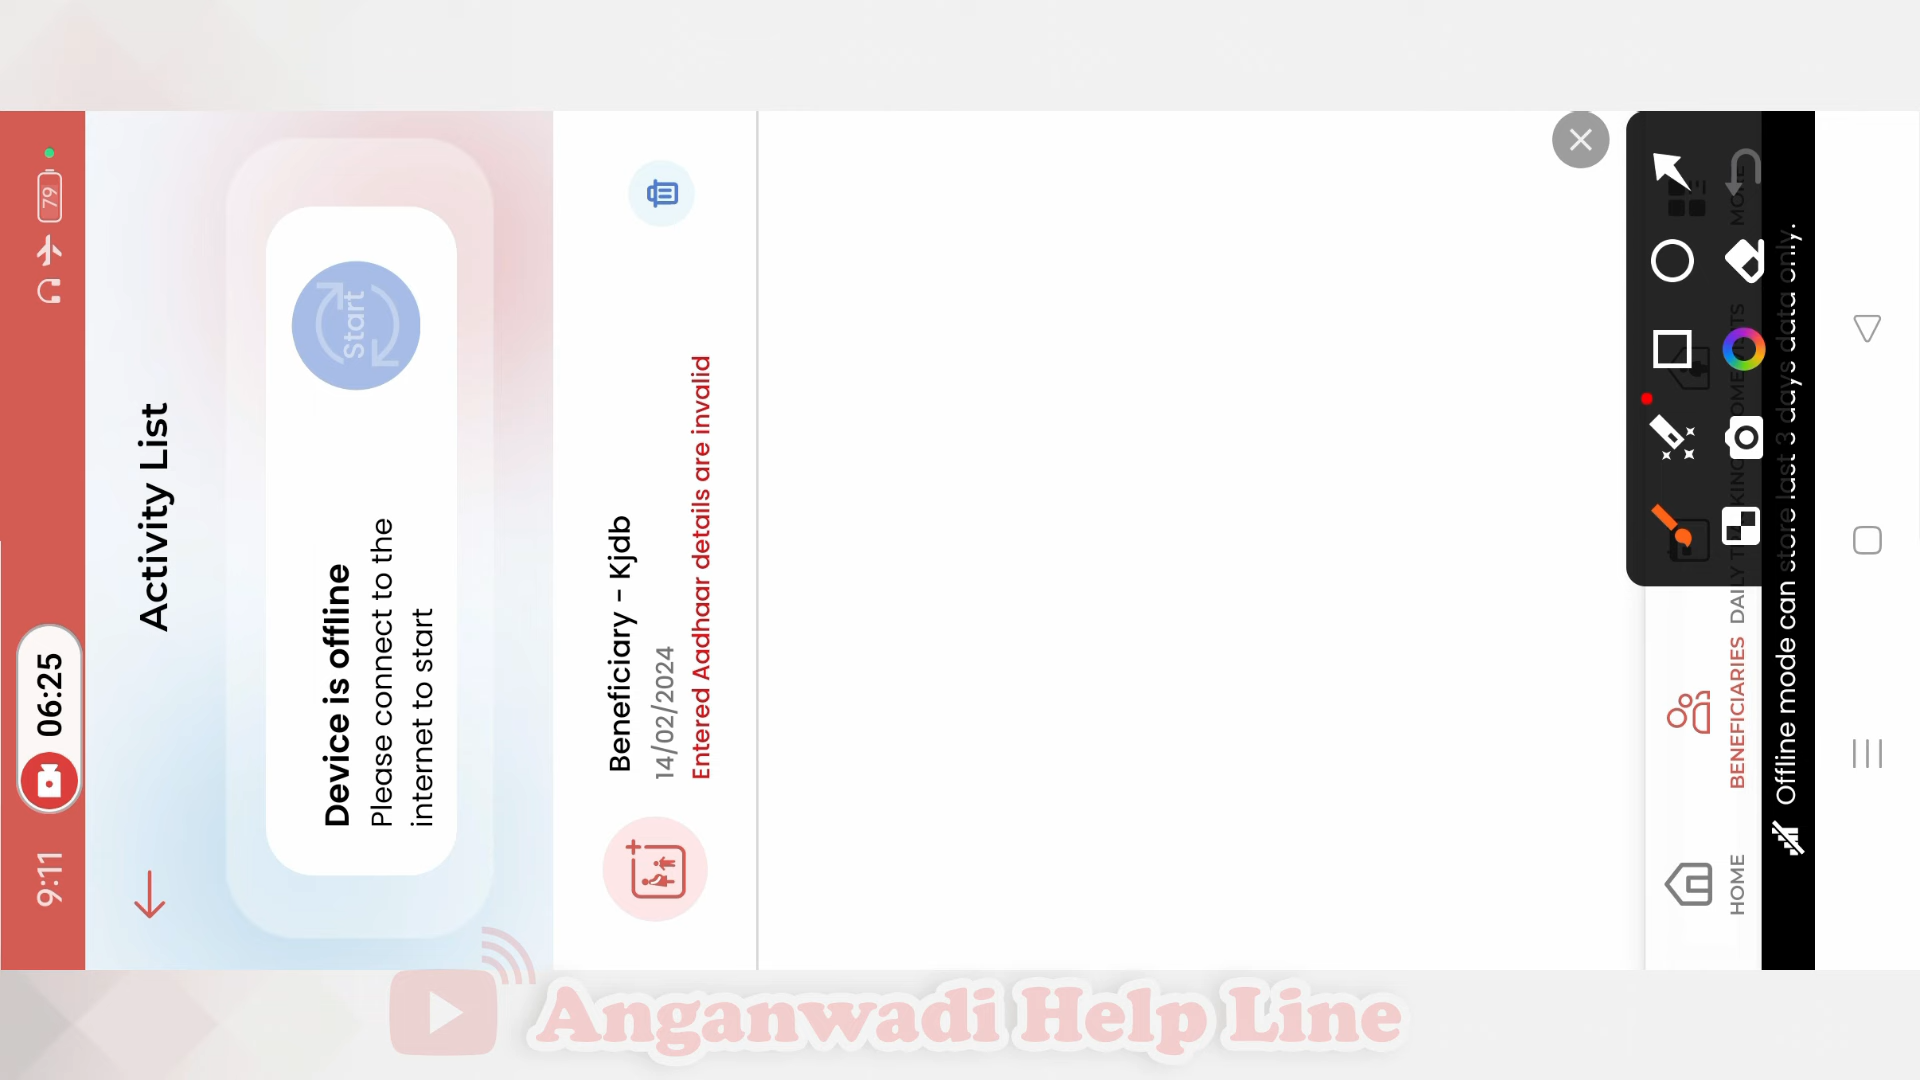 9:11
06:25
79
Activity List
Device is offline
Please connect to the
internet to start
Start
Beneficiary - Kjdb
14/02/2024
Entered Aadhaar details are invalid
HOME
BENEFICIARIES
DAILY
MORE
Offline mode can store last 3 days data only.
Anganwadi Help Line